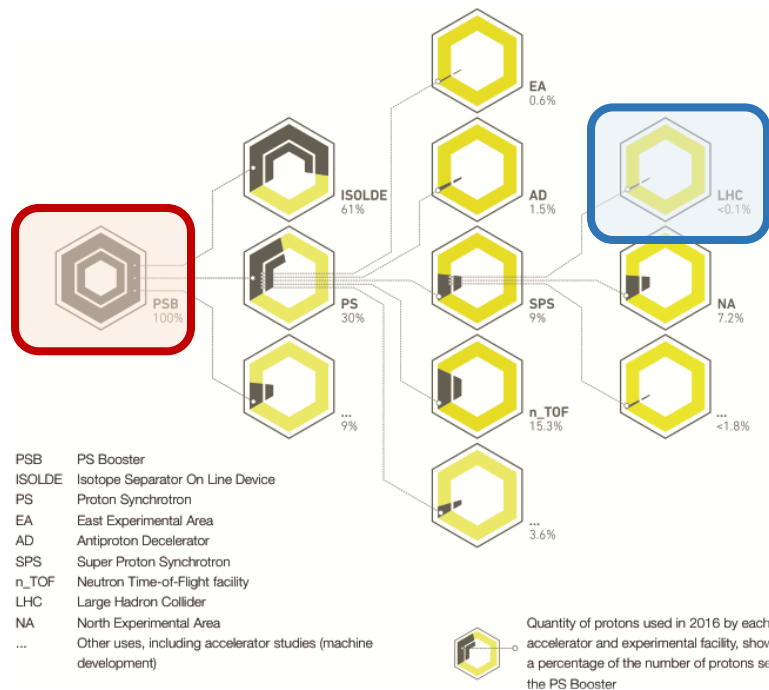 EA
0.6%
ISOLDE
61%
AD
1.5%
LHC
<0.1%
PSB
100%
PS
30%
SPS
9%
NA
7.2%
...
9%
n_TOF
15.3%
...
<1.8%
...
3.6%
PSB PS Booster
ISOLDE Isotope Separator On Line Device
PS Proton Synchrotron
EA East Experimental Area
AD Antiproton Decelerator
SPS Super Proton Synchrotron
n_TOF Neutron Time-of-Flight facility
LHC Large Hadron Collider
NA North Experimental Area
... Other uses, including accelerator studies (machine
development)
Quantity of protons used in 2016 by each
accelerator and experimental facility, show
a percentage of the number of protons se
the PS Booster